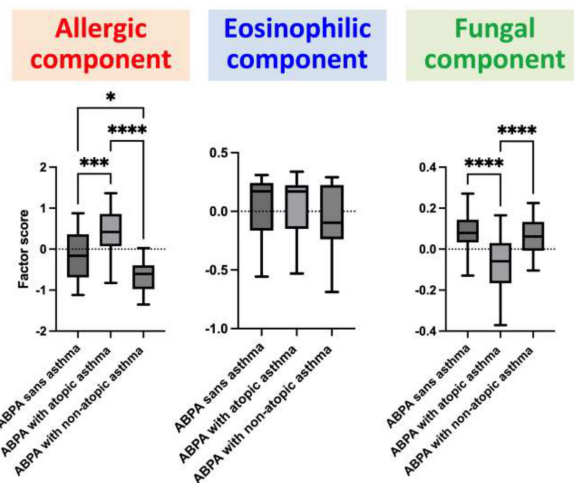 Allergic
component
Eosinophilic
component
Fungal
component
*
****
***
****
****
Factor score
2
1
0
-1
-2
0.5
0.0
-0.5
-1.0
0.4
0.2
0.0
-0.2
-0.4
ABPA sans asthma
ABPA with atopic asthma
ABPA with non-atopic asthma
ABPA sans asthma
ABPA with atopic asthma
ABPA with non-atopic asthma
ABPA sans asthma
ABPA with atopic asthma
ABPA with non-atopic asthma